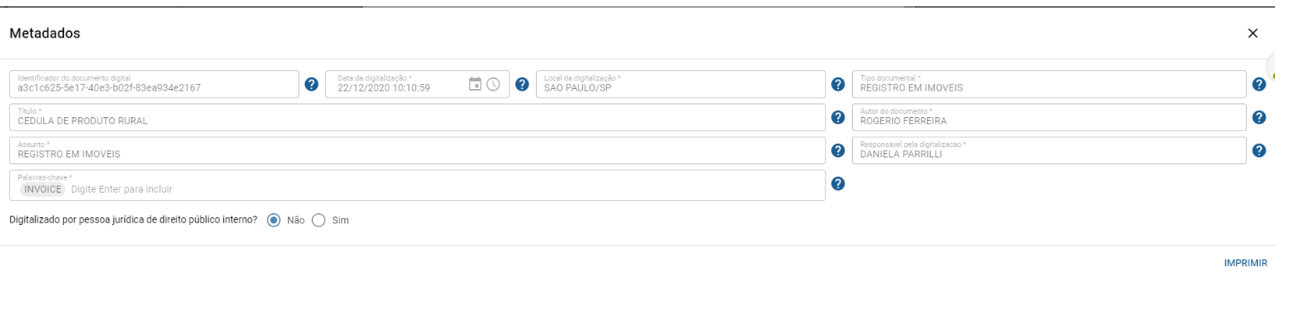 Metadados
Identificador do documento digital
a3c1c625-5e17-40e3-b02f-83ea934e2167
Data da digitalização *
22/12/2020 10:10:59
Local da digitalização *
SAO PAULO/SP
Tipo documental *
REGISTRO EM IMOVEIS
Título *
CEDULA DE PRODUTO RURAL
Autor do documento *
ROGERIO FERREIRA
Assunto *
REGISTRO EM IMOVEIS
Responsavel pela digitalizacao *
DANIELA PARRILLI
Palavras-chave *
INVOICE Digite Enter para incluir
Digitalizado por pessoa jurídica de direito público interno? Não Sim
IMPRIMIR